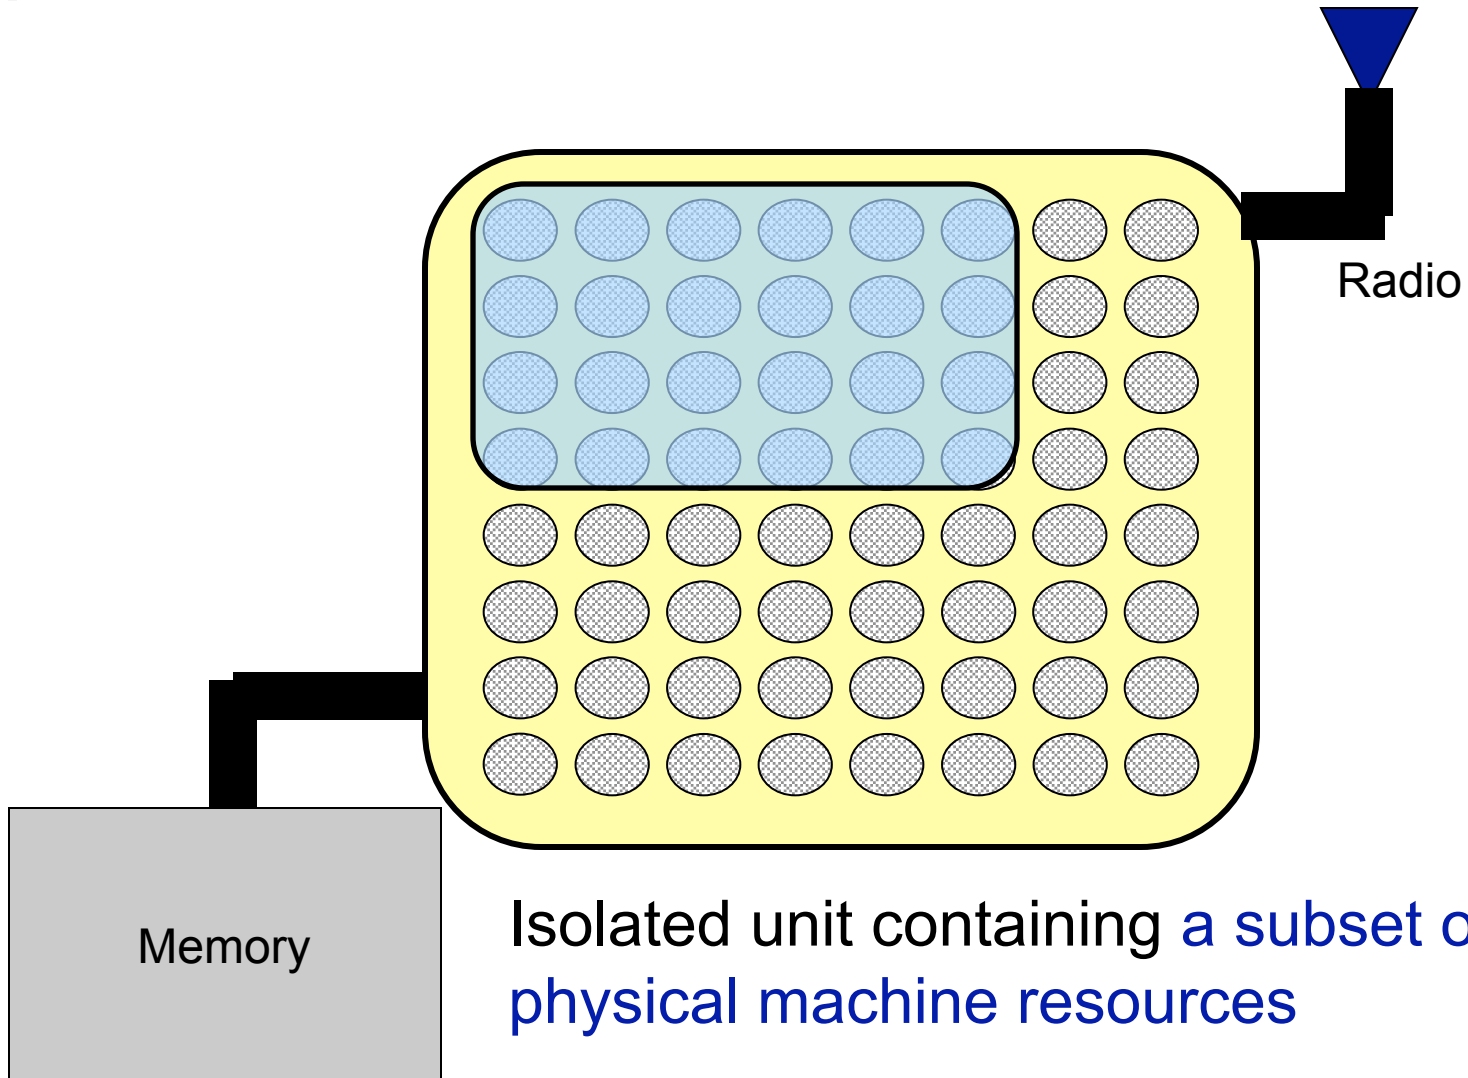 Radio
Memory
Isolated unit containing a subset
physical machine resources